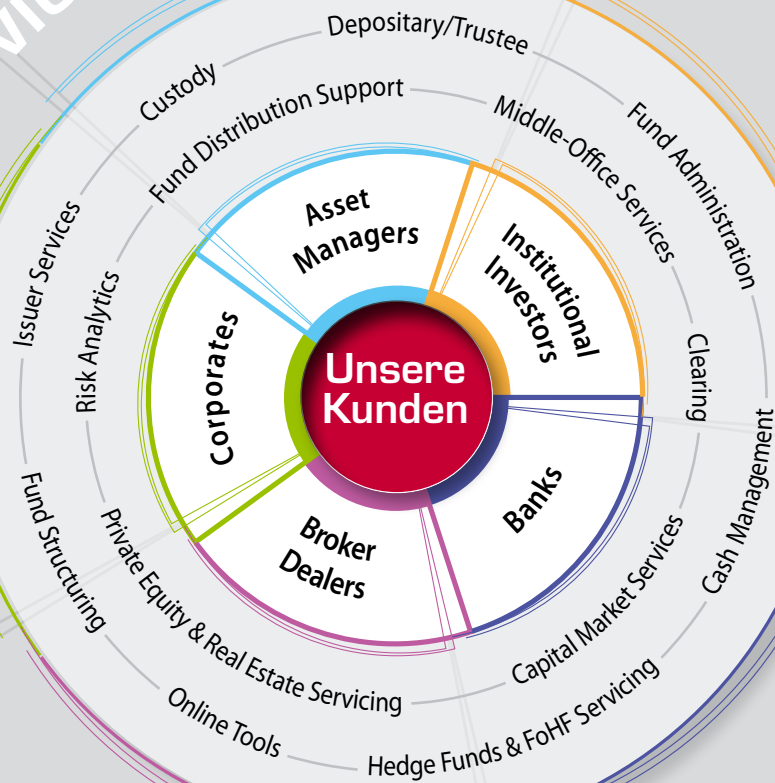 Depositary/Trustee
Custody
Fund Distribution Support
Middle-Office Services
Fund Administration
Issuer Services
Risk Analytics
Clearing
Cash Management
Fund Structuring
Private Equity & Real Estate Servicing
Capital Market Services
Online Tools
Hedge Funds & FoHF Servicing
Asset
Managers
Institutional
Investors
Corporates
Unsere
Kunden
Banks
Broker
Dealers